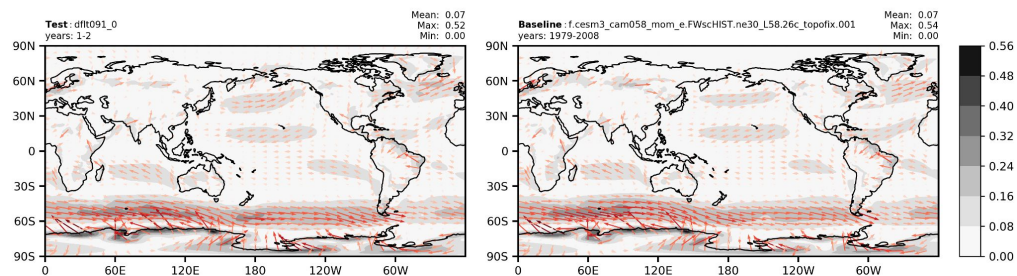 Test : dflt091_0
years: 1-2
Mean: 0.07
Max: 0.52
Min: 0.00
90N
60N
30N
0
30S
60S
90S
0 60E 120E 180 120W 60W
Baseline : f.cesm3_cam058_mom_e.FWscHIST.ne30_L58.26c_topofix.001
years: 1979-2008
Mean: 0.07
Max: 0.54
Min: 0.00
90N
60N
30N
0
30S
60S
90S
0 60E 120E 180 120W 60W
0.56
0.48
0.40
0.32
0.24
0.16
0.08
0.00